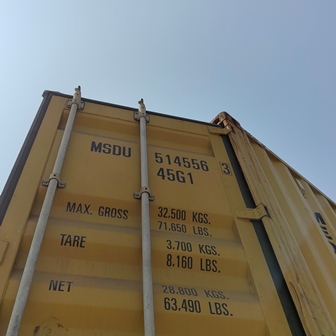 MSDU 514556 3
45G1
MAX. GROSS 32.500 KGS.
71.650 LBS.
TARE 3.700 KGS.
8.160 LBS.
NET 28.800 KGS.
63.490 LBS.